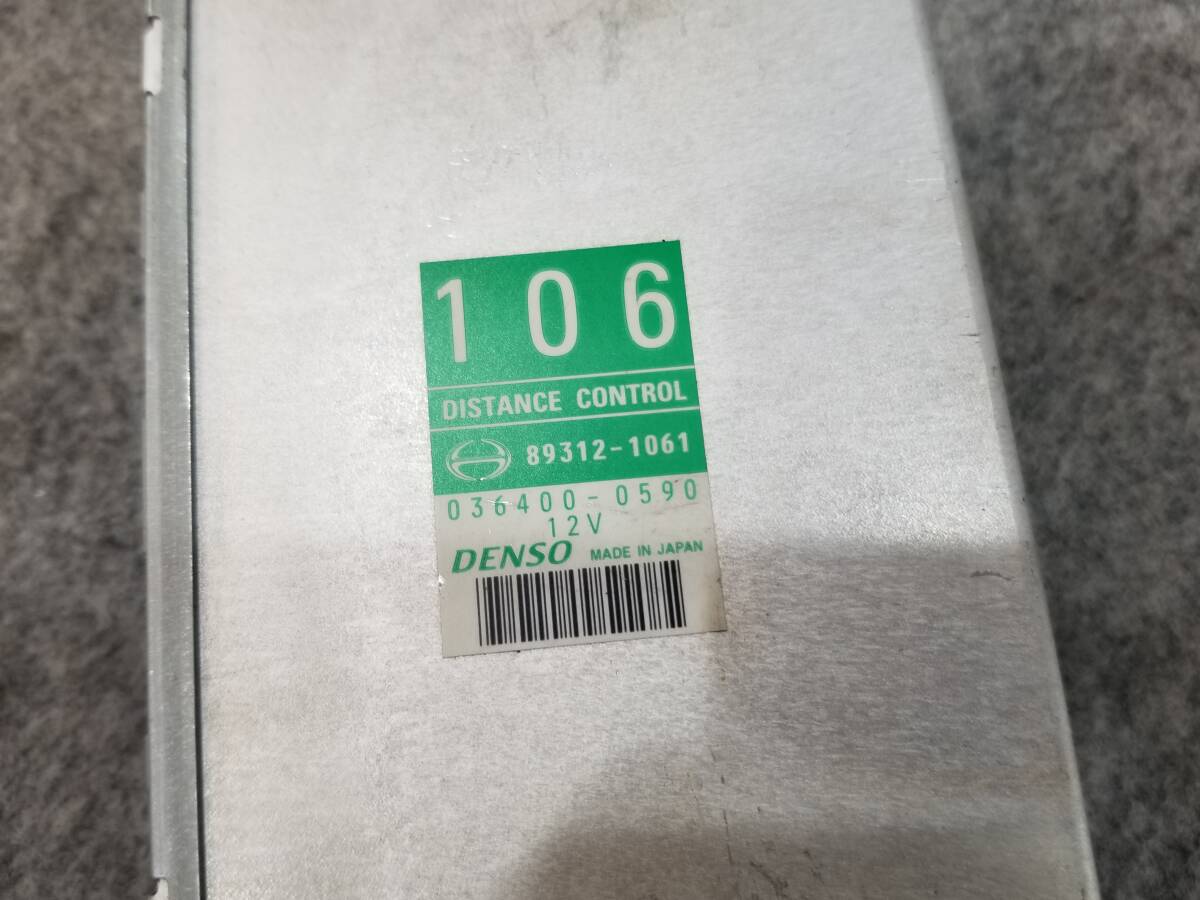 106
DISTANCE CONTROL
89312-1061
036400-0590
12V
DENSO MADE IN JAPAN